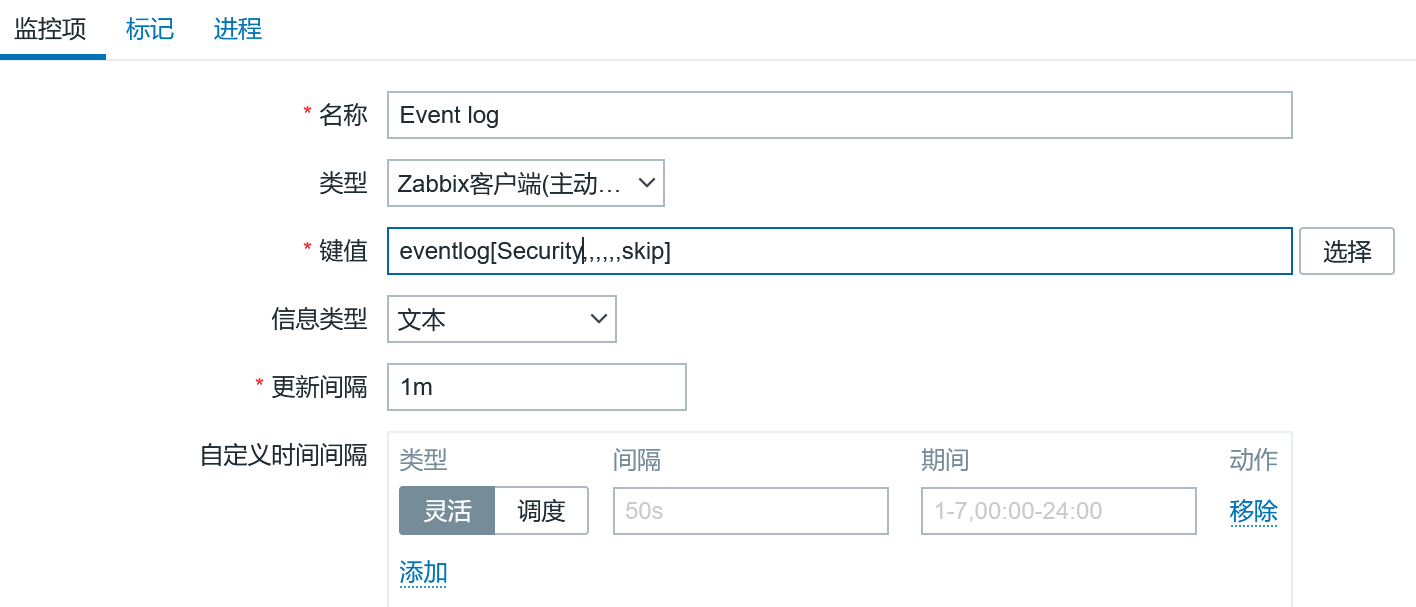 监控项 标记 进程
* 名称 Event log
类型 Zabbix客户端(主动…
* 键值 eventlog[Security,,,,,,skip] 选择
信息类型 文本
* 更新间隔 1m
自定义时间间隔 类型 间隔 期间 动作
灵活 调度 50s 1-7,00:00-24:00 移除
添加